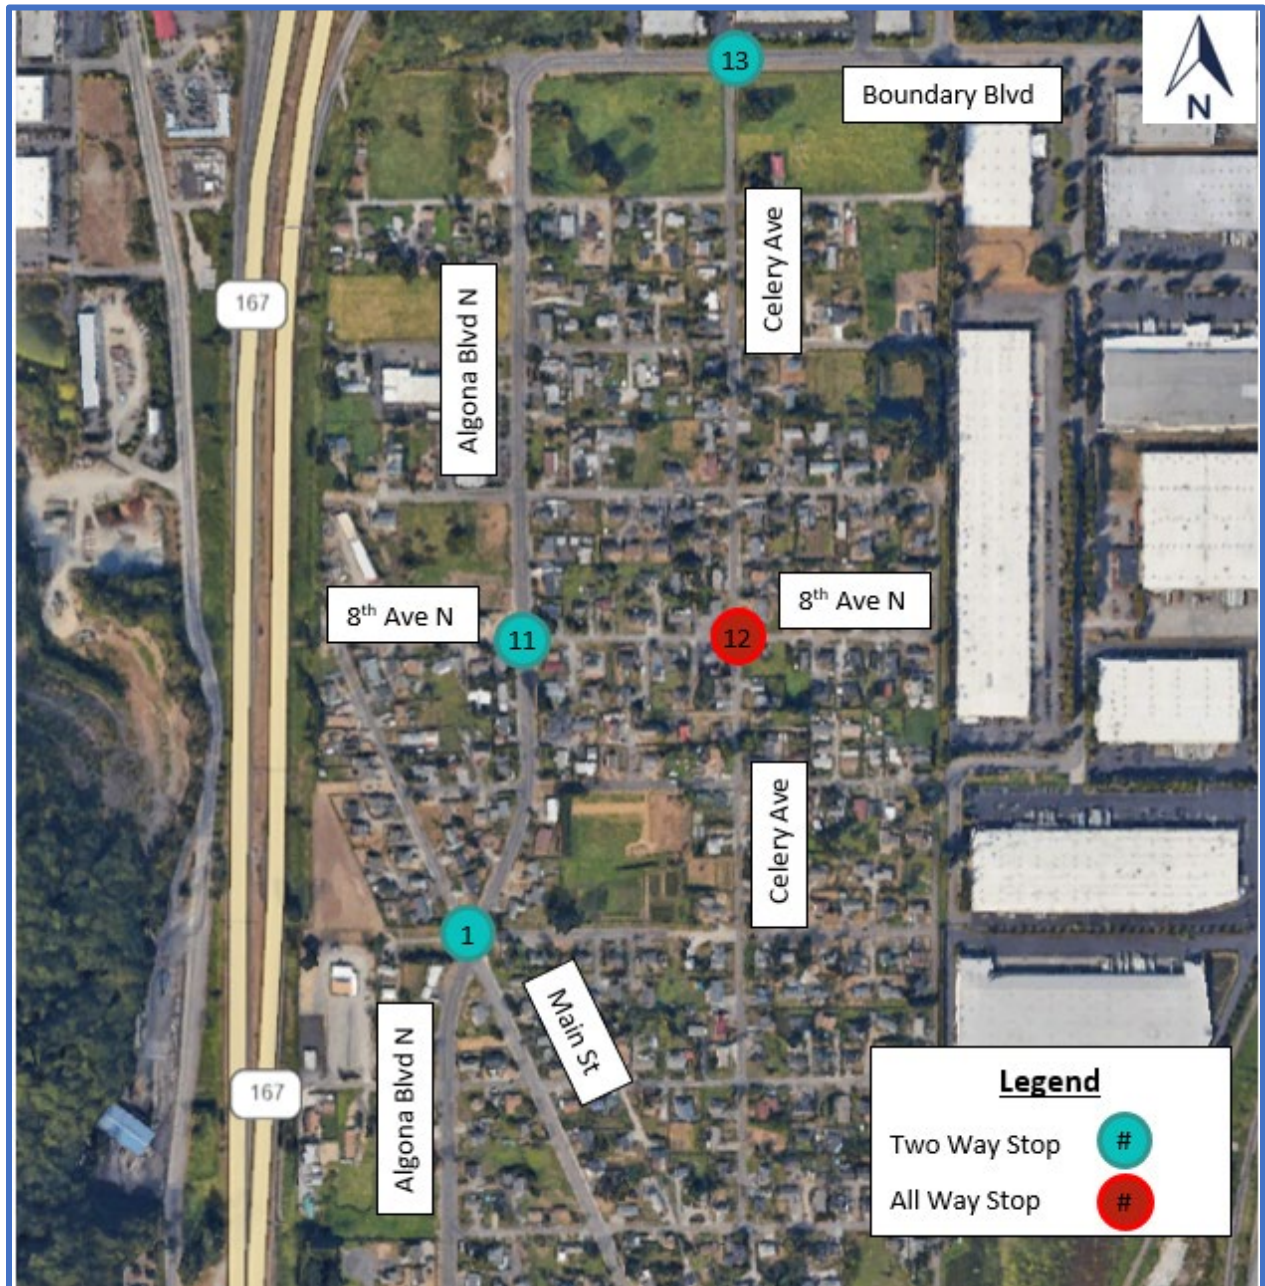 13
Boundary Blvd
N
Celery Ave
167
Algona Blvd N
8th Ave N
8th Ave N
11
12
Celery Ave
1
Main St
Algona Blvd N
167
Legend
Two Way Stop #
All Way Stop #